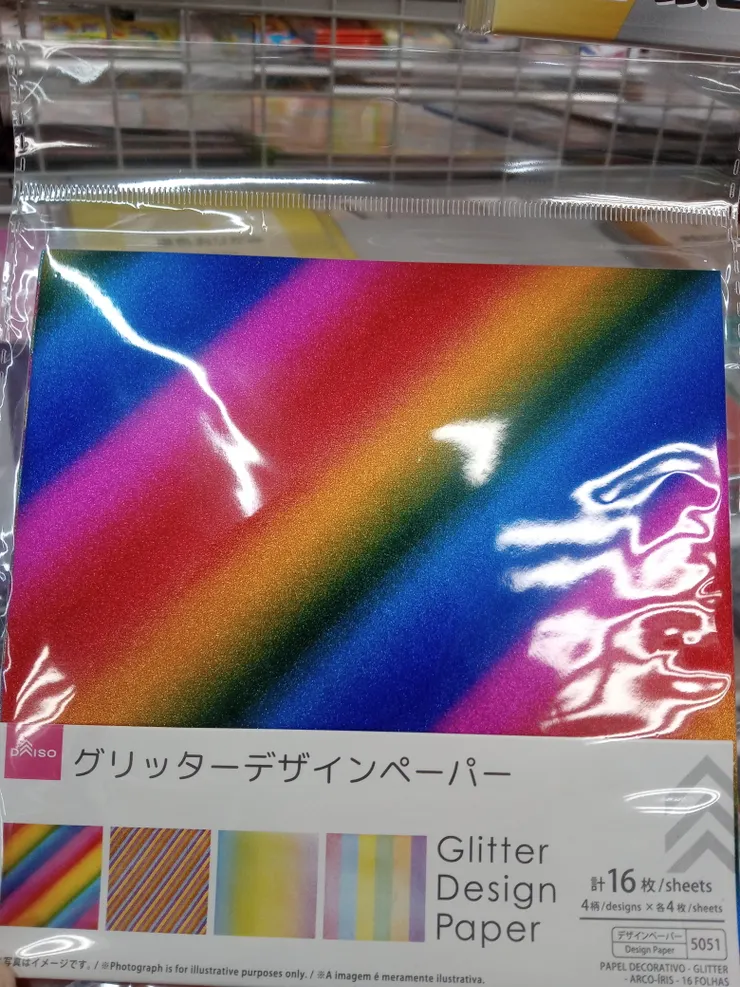 DAISO
グリッターデザインペーパー
Glitter
Design
Paper
計16枚/sheets
4柄/designs×各4枚/sheets
デザインペーパー
Design Paper
5051
PAPEL DECORATIVO - GLITTER
- ARCO-ÍRIS - 16 FOLHAS
写真はイメージです。/ ※Photograph is for illustrative purposes only. / ※A imagem é meramente ilustrativa.